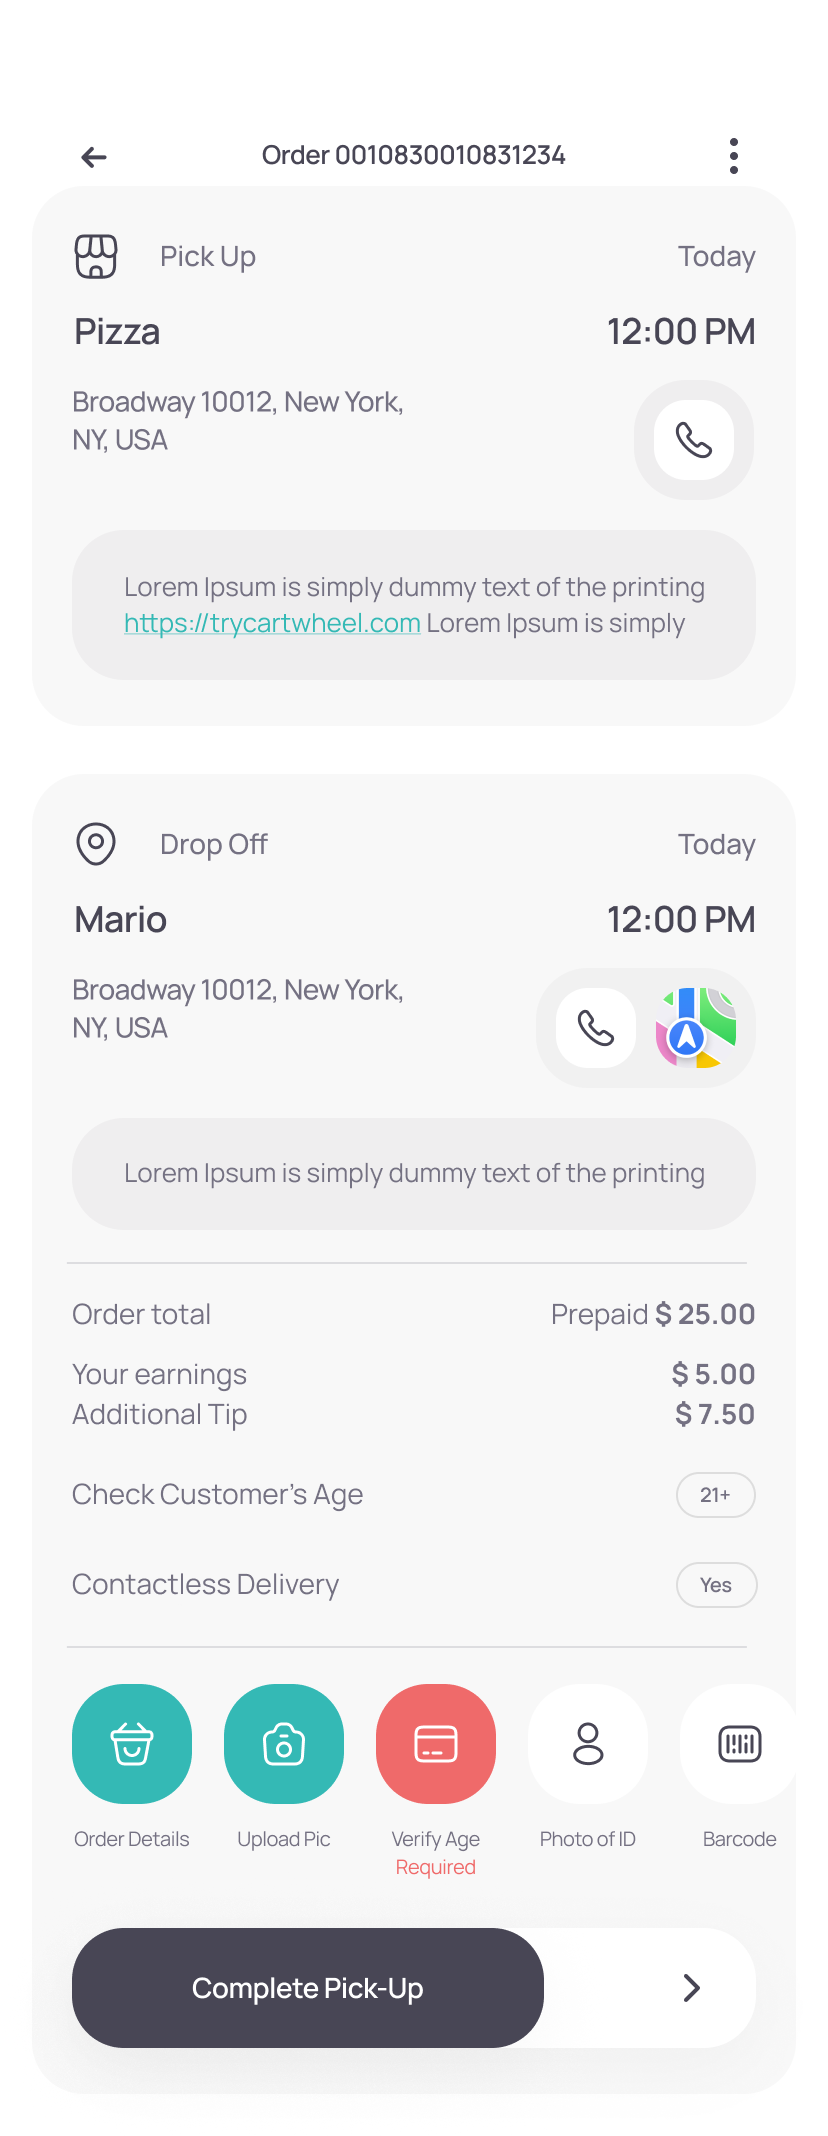 Order 0010830010831234
Pick Up
Today
Pizza
12:00 PM
Broadway 10012, New York,
NY, USA
Lorem Ipsum is simply dummy text of the printing
https://trycartwheel.com Lorem Ipsum is simply
Drop Off
Today
Mario
12:00 PM
Broadway 10012, New York,
NY, USA
Lorem Ipsum is simply dummy text of the printing
Order total
Prepaid $ 25.00
Your earnings
$ 5.00
Additional Tip
$ 7.50
Check Customer’s Age
21+
Contactless Delivery
Yes
Order Details
Upload Pic
Verify Age
Required
Photo of ID
Barcode
Complete Pick-Up